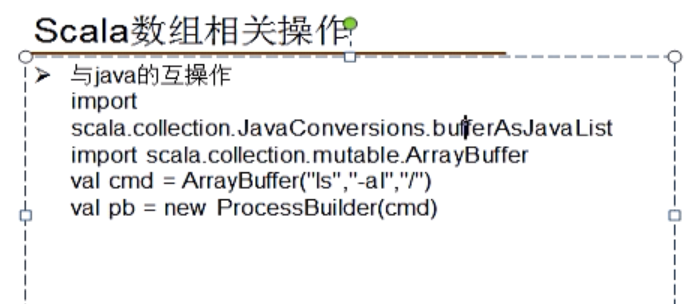 Scala数组相关操作
➢ 与java的互操作
import
scala.collection.JavaConversions.bufferAsJavaList
import scala.collection.mutable.ArrayBuffer
val cmd = ArrayBuffer("ls","-al","/")
val pb = new ProcessBuilder(cmd)